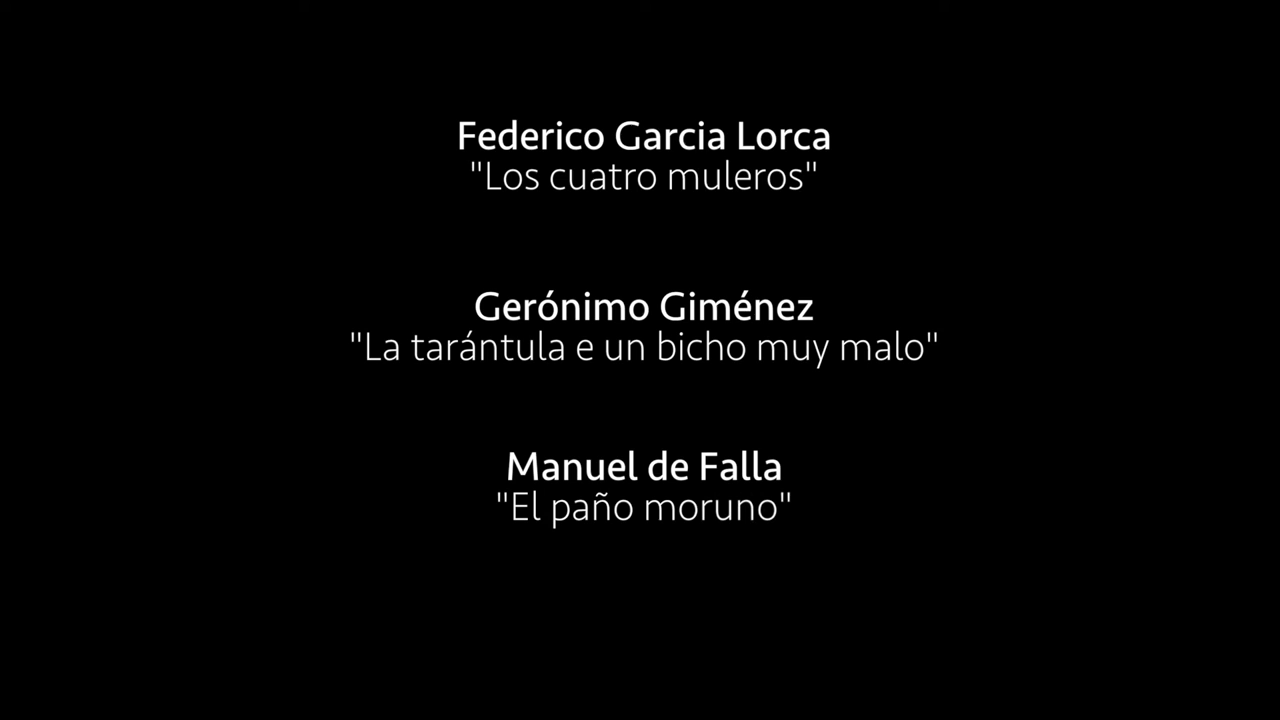 Federico Garcia Lorca
"Los cuatro muleros"
Gerónimo Giménez
"La tarántula e un bicho muy malo"
Manuel de Falla
"El paño moruno"